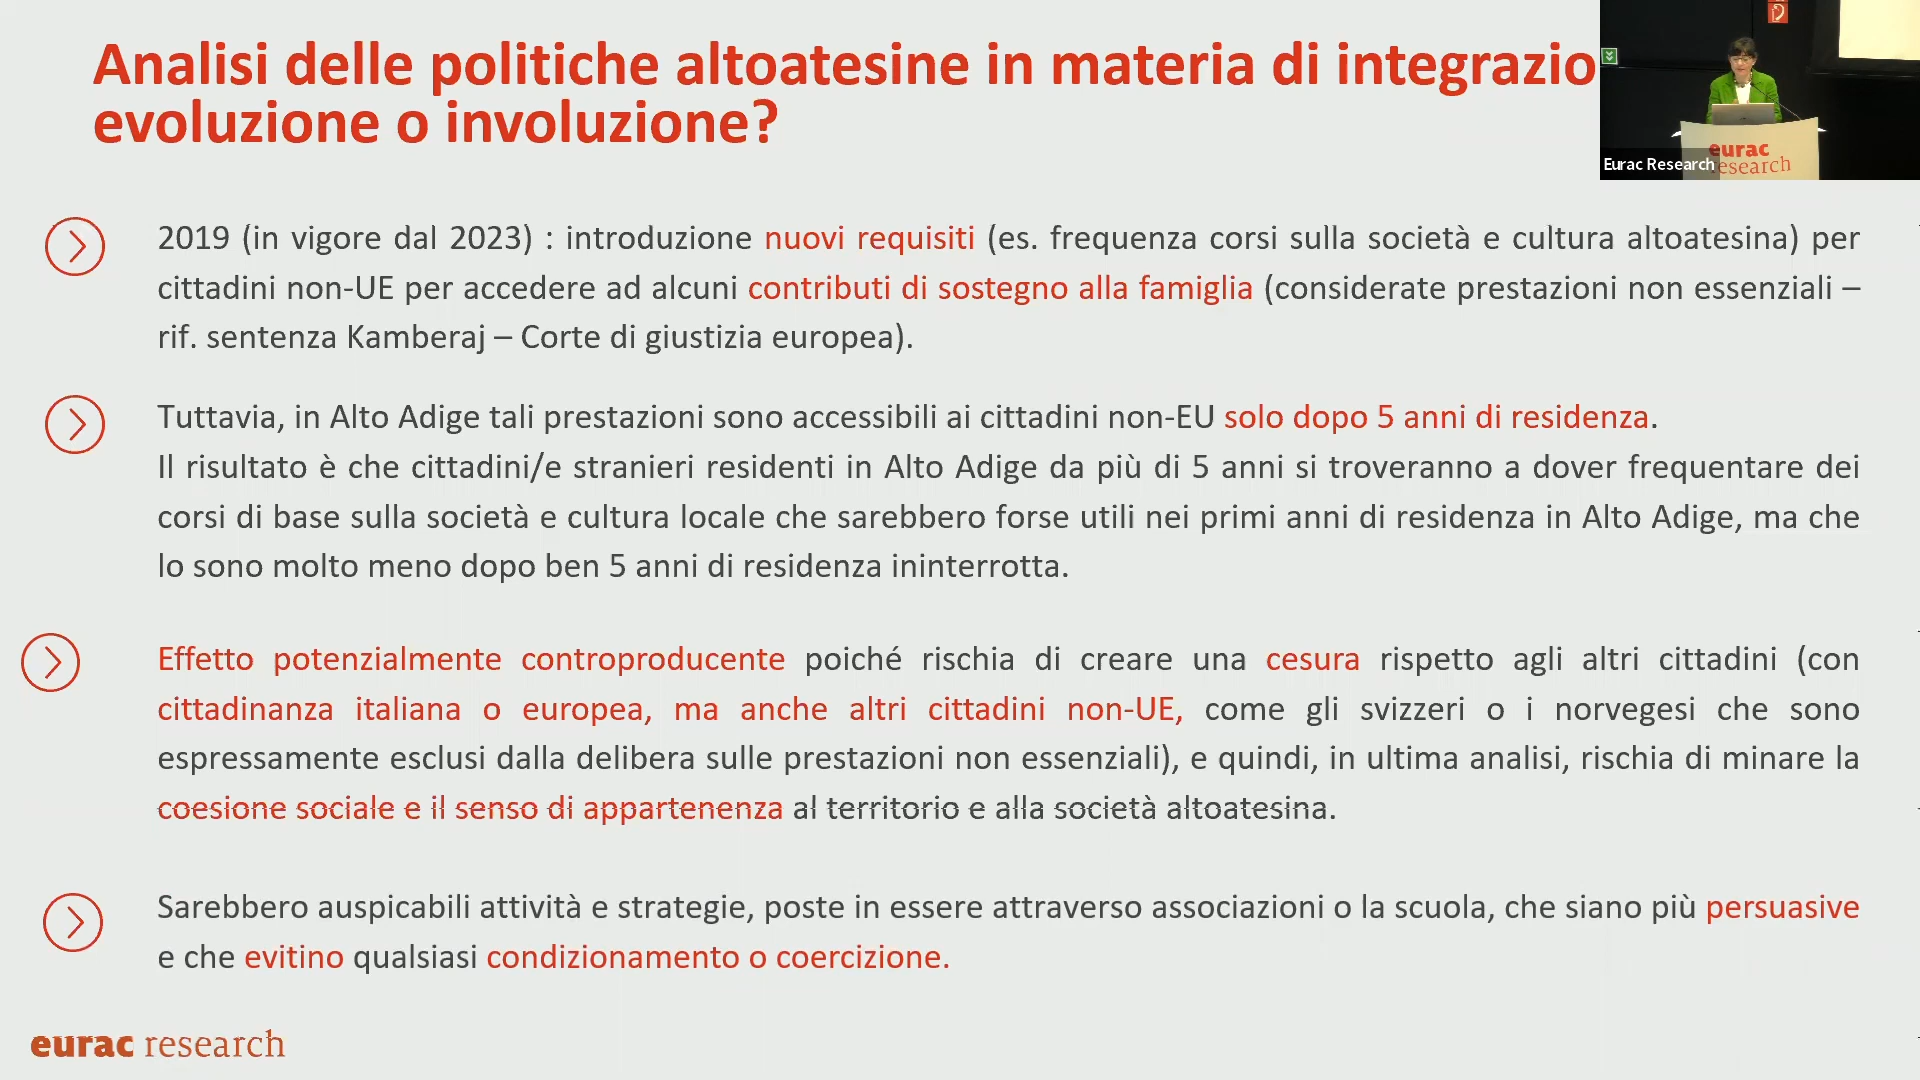 Analisi delle politiche altoatesine in materia di integrazio
evoluzione o involuzione?
eurac
research
Eurac Research
2019 (in vigore dal 2023) : introduzione nuovi requisiti (es. frequenza corsi sulla società e cultura altoatesina) per
cittadini non-UE per accedere ad alcuni contributi di sostegno alla famiglia (considerate prestazioni non essenziali –
rif. sentenza Kamberaj – Corte di giustizia europea).
Tuttavia, in Alto Adige tali prestazioni sono accessibili ai cittadini non-EU solo dopo 5 anni di residenza.
Il risultato è che cittadini/e stranieri residenti in Alto Adige da più di 5 anni si troveranno a dover frequentare dei
corsi di base sulla società e cultura locale che sarebbero forse utili nei primi anni di residenza in Alto Adige, ma che
lo sono molto meno dopo ben 5 anni di residenza ininterrotta.
Effetto potenzialmente controproducente poiché rischia di creare una cesura rispetto agli altri cittadini (con
cittadinanza italiana o europea, ma anche altri cittadini non-UE, come gli svizzeri o i norvegesi che sono
espressamente esclusi dalla delibera sulle prestazioni non essenziali), e quindi, in ultima analisi, rischia di minare la
coesione sociale e il senso di appartenenza al territorio e alla società altoatesina.
Sarebbero auspicabili attività e strategie, poste in essere attraverso associazioni o la scuola, che siano più persuasive
e che evitino qualsiasi condizionamento o coercizione.
eurac research